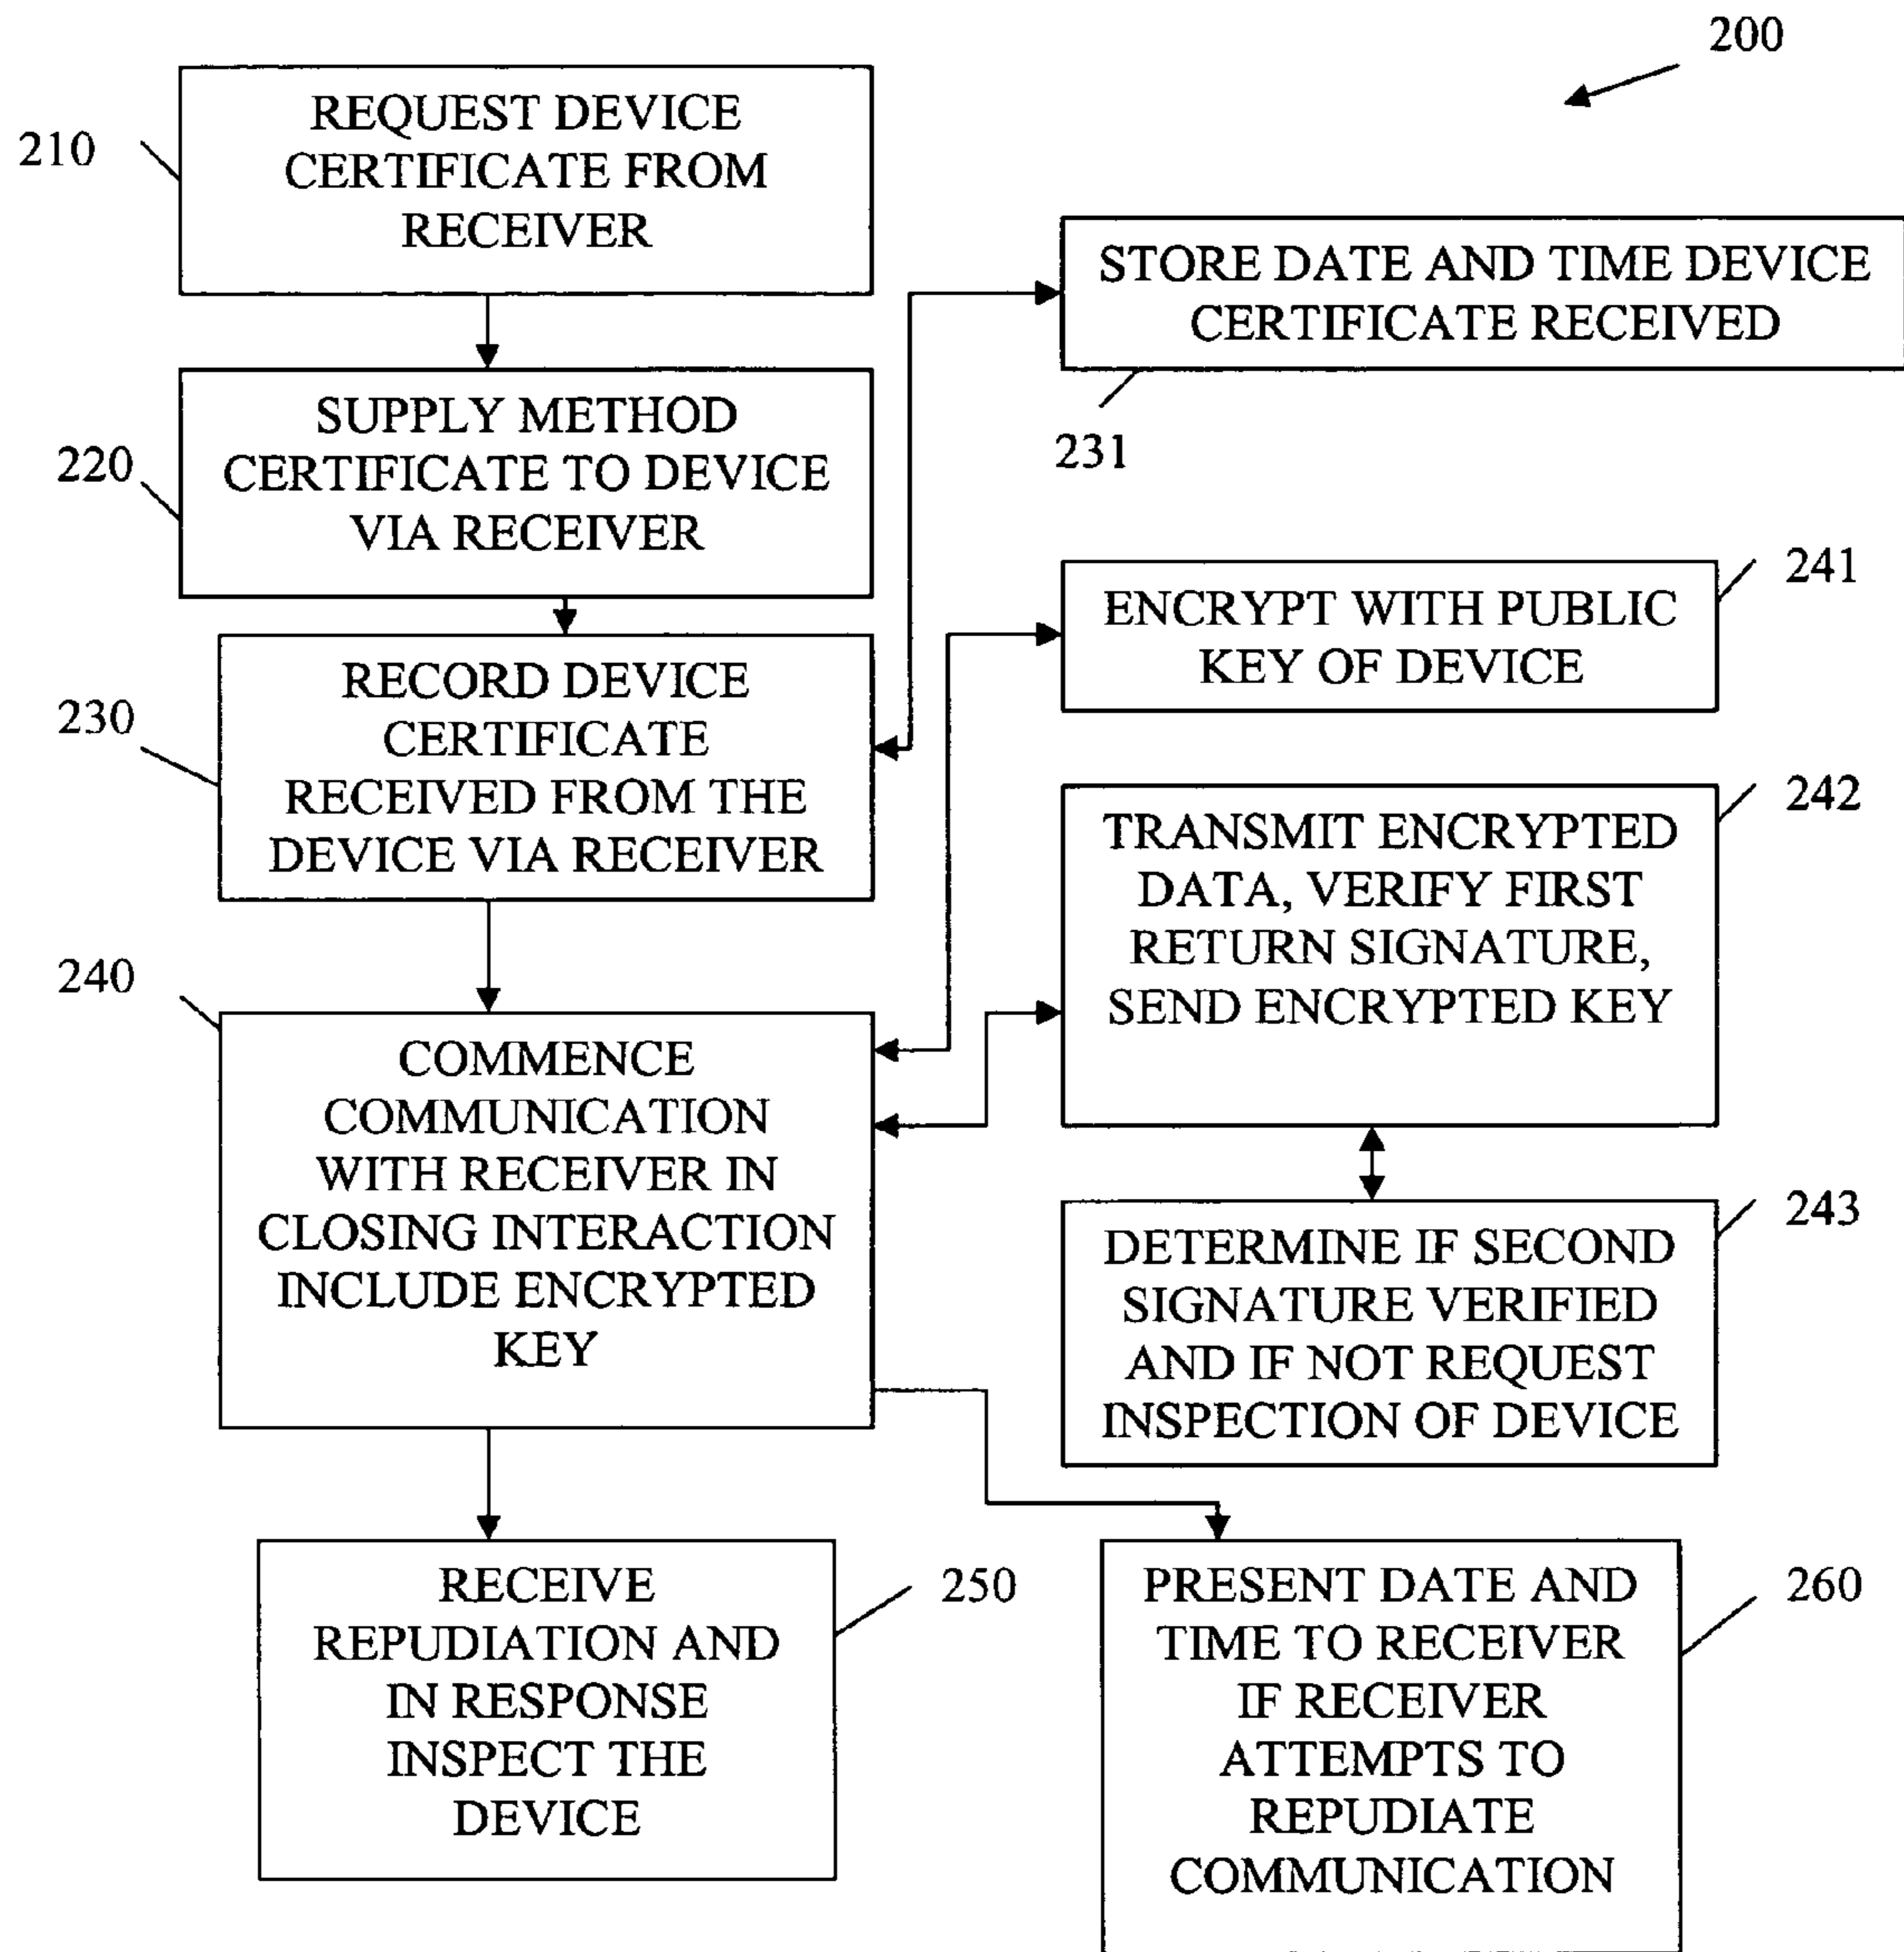 200
210
REQUEST DEVICE
CERTIFICATE FROM
RECEIVER
220
SUPPLY METHOD
CERTIFICATE TO DEVICE
VIA RECEIVER
230
RECORD DEVICE
CERTIFICATE
RECEIVED FROM THE
DEVICE VIA RECEIVER
STORE DATE AND TIME DEVICE
CERTIFICATE RECEIVED
231
240
COMMENCE
COMMUNICATION
WITH RECEIVER IN
CLOSING INTERACTION
INCLUDE ENCRYPTED
KEY
241
ENCRYPT WITH PUBLIC
KEY OF DEVICE
242
TRANSMIT ENCRYPTED
DATA, VERIFY FIRST
RETURN SIGNATURE,
SEND ENCRYPTED KEY
243
DETERMINE IF SECOND
SIGNATURE VERIFIED
AND IF NOT REQUEST
INSPECTION OF DEVICE
RECEIVE
REPUDIATION AND
IN RESPONSE
INSPECT THE
DEVICE
250
PRESENT DATE AND
TIME TO RECEIVER
IF RECEIVER
ATTEMPTS TO
REPUDIATE
COMMUNICATION
260